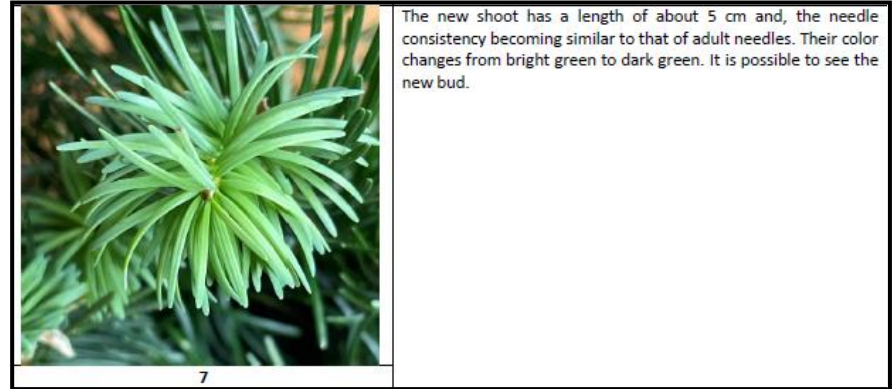 The new shoot has a length of about 5 cm and, the needle
consistency becoming similar to that of adult needles. Their color
changes from bright green to dark green. It is possible to see the
new bud.
7